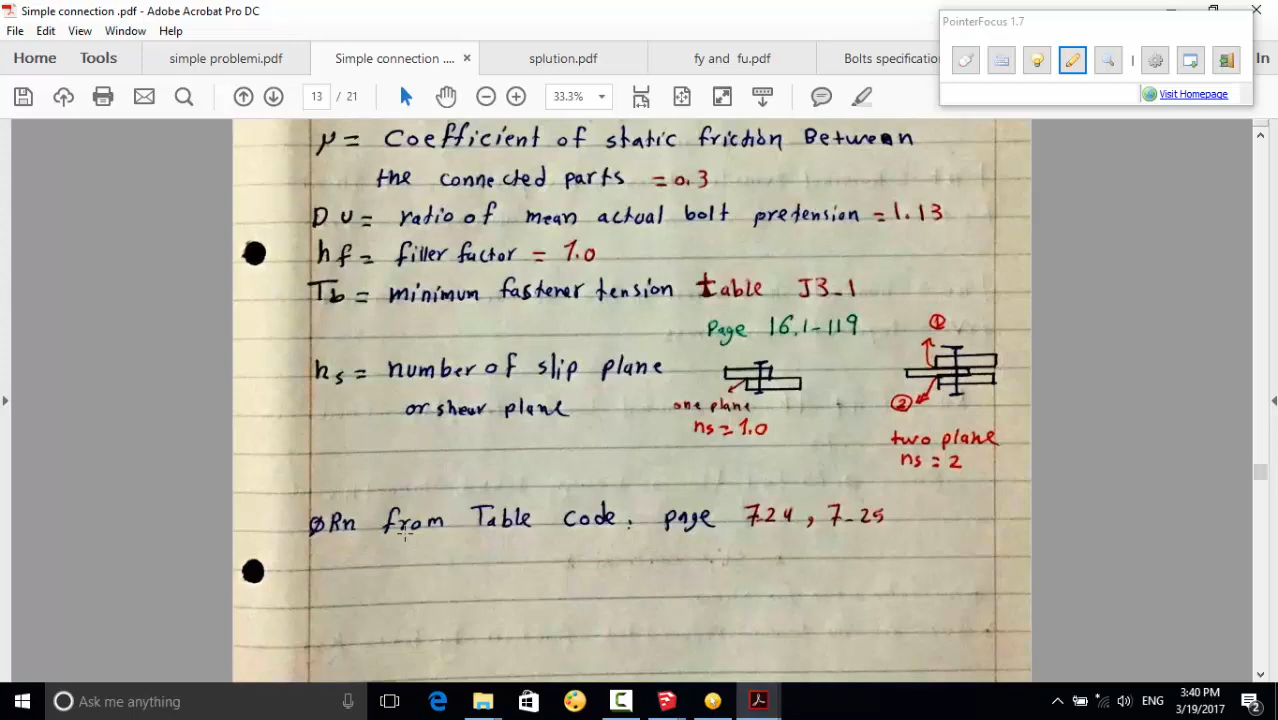 Simple connection .pdf - Adobe Acrobat Pro DC
File Edit View Window Help
PointerFocus 1.7
Home Tools simple problemi.pdf Simple connection .... × splution.pdf fy and fu.pdf Bolts specificatio In
13 / 21 33.3%
Visit Homepage
μ = Coefficient of static friction Between
the connected parts = 0.3
Du = ratio of mean actual bolt pretension = 1.13
hf = filler factor = 1.0
Tb = minimum fastener tension table J3-1
Page 16.1-119
①
hs = number of slip plane
or shear plane
one plane
ns = 1.0
②
two plane
ns = 2
ØRn from Table code. page 7-24, 7-25
Ask me anything
ENG
3:40 PM
3/19/2017
2